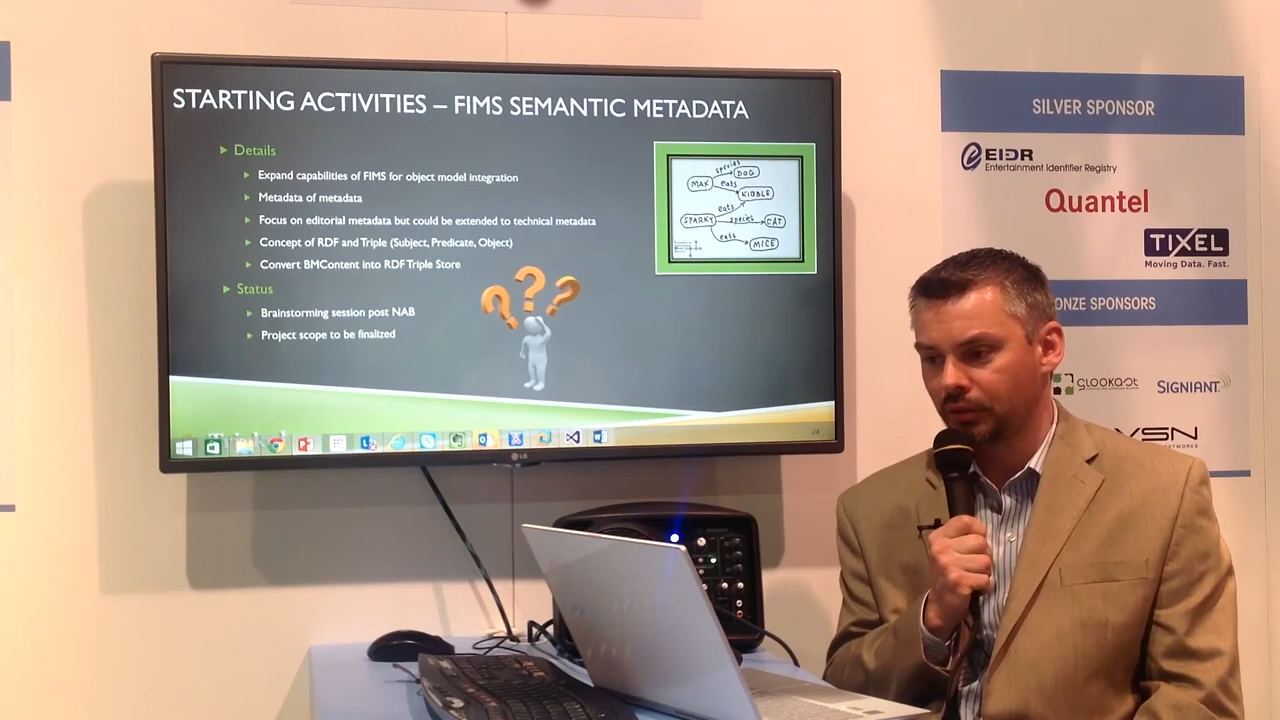 STARTING ACTIVITIES – FIMS SEMANTIC METADATA
Details
Expand capabilities of FIMS for object model integration
Metadata of metadata
Focus on editorial metadata but could be extended to technical metadata
Concept of RDF and Triple (Subject, Predicate, Object)
Convert BMContent into RDF Triple Store
Status
Brainstorming session post NAB
Project scope to be finalized
species
DOG
MAX
eats
KIBBLE
eats
SPARKY
species
CAT
eats
MICE
24
LG
SILVER SPONSOR
EIDR
Entertainment Identifier Registry
Quantel
TIXEL
Moving Data. Fast.
ONZE SPONSORS
GLOOKAST
SIGNIANT
VSN